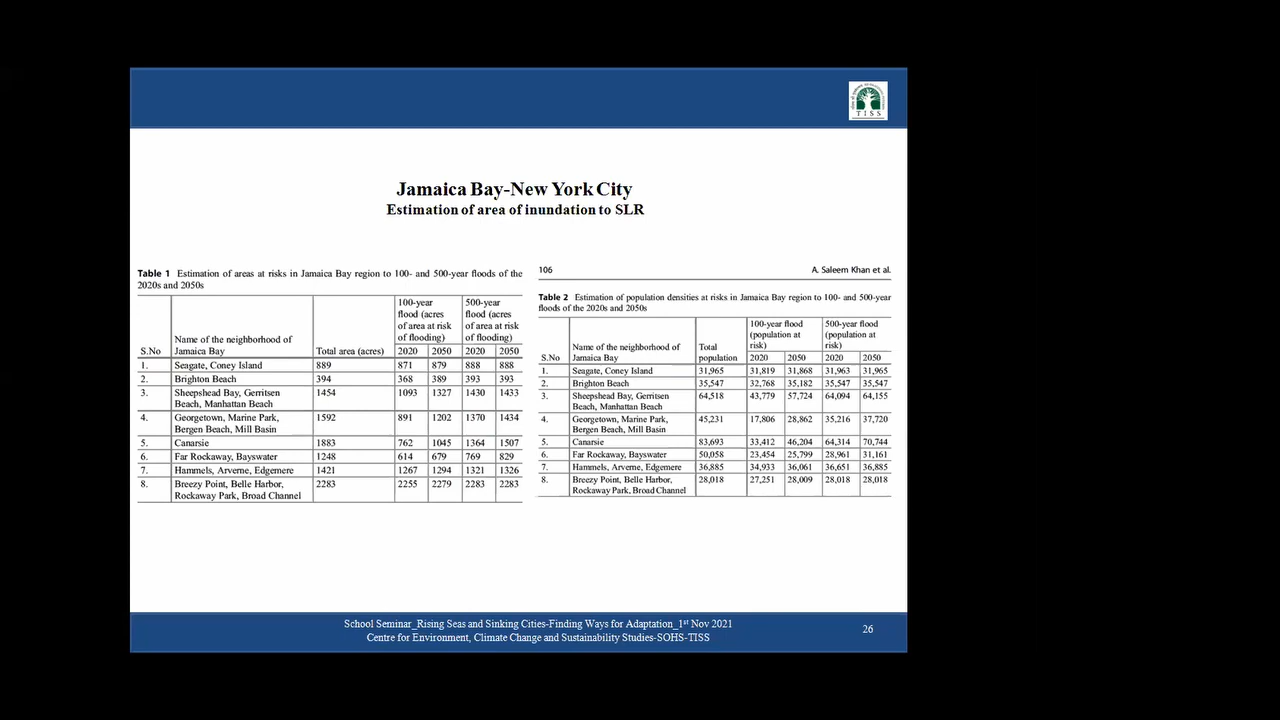 TISS
Jamaica Bay-New York City
Estimation of area of inundation to SLR
Table 1 Estimation of areas at risks in Jamaica Bay region to 100- and 500-year floods of the
2020s and 2050s
S.No
Name of the neighborhood of
Jamaica Bay
Total area (acres)
100-year
flood (acres
of area at risk
of flooding)
500-year
flood (acres
of area at risk
of flooding)
2020 2050 2020 2050
1. Seagate, Coney Island 889 871 879 888 888
2. Brighton Beach 394 368 389 393 393
3. Sheepshead Bay, Gerritsen 1454 1093 1327 1430 1433
Beach, Manhattan Beach
4. Georgetown, Marine Park, 1592 891 1202 1370 1434
Bergen Beach, Mill Basin
5. Canarsie 1883 762 1045 1364 1507
6. Far Rockaway, Bayswater 1248 614 679 769 829
7. Hammels, Arverne, Edgemere 1421 1267 1294 1321 1326
8. Breezy Point, Belle Harbor, 2283 2255 2279 2283 2283
Rockaway Park, Broad Channel
106 A. Saleem Khan et al.
Table 2 Estimation of population densities at risks in Jamaica Bay region to 100- and 500-year
floods of the 2020s and 2050s
S.No
Name of the neighborhood of
Jamaica Bay
Total
population
100-year flood
(population at
risk)
500-year flood
(population at
risk)
2020 2050 2020 2050
1. Seagate, Coney Island 31,965 31,819 31,868 31,963 31,965
2. Brighton Beach 35,547 32,768 35,182 35,547 35,547
3. Sheepshead Bay, Gerritsen 64,518 43,779 57,724 64,094 64,155
Beach, Manhattan Beach
4. Georgetown, Marine Park, 45,231 17,806 28,862 35,216 37,720
Bergen Beach, Mill Basin
5. Canarsie 83,693 33,412 46,204 64,314 70,744
6. Far Rockaway, Bayswater 50,058 23,454 25,799 28,961 31,161
7. Hammels, Arverne, Edgemere 36,885 34,933 36,061 36,651 36,885
8. Breezy Point, Belle Harbor, 28,018 27,251 28,009 28,018 28,018
Rockaway Park, Broad Channel
School Seminar_Rising Seas and Sinking Cities-Finding Ways for Adaptation_1st Nov 2021
Centre for Environment, Climate Change and Sustainability Studies-SOHS-TISS
26